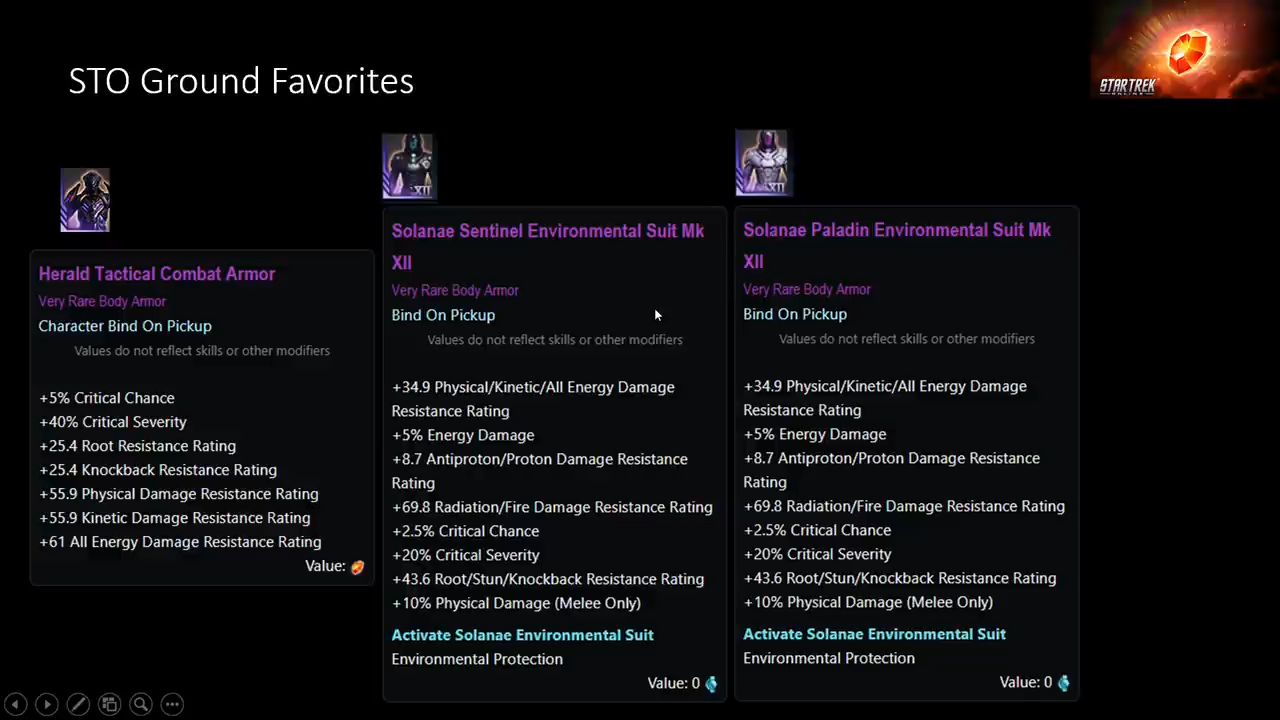 STO Ground Favorites
STAR TREK
ONLINE
Herald Tactical Combat Armor
Very Rare Body Armor
Character Bind On Pickup
Values do not reflect skills or other modifiers
+5% Critical Chance
+40% Critical Severity
+25.4 Root Resistance Rating
+25.4 Knockback Resistance Rating
+55.9 Physical Damage Resistance Rating
+55.9 Kinetic Damage Resistance Rating
+61 All Energy Damage Resistance Rating
Value:
XII
Solanae Sentinel Environmental Suit Mk
XII
Very Rare Body Armor
Bind On Pickup
Values do not reflect skills or other modifiers
+34.9 Physical/Kinetic/All Energy Damage
Resistance Rating
+5% Energy Damage
+8.7 Antiproton/Proton Damage Resistance
Rating
+69.8 Radiation/Fire Damage Resistance Rating
+2.5% Critical Chance
+20% Critical Severity
+43.6 Root/Stun/Knockback Resistance Rating
+10% Physical Damage (Melee Only)
Activate Solanae Environmental Suit
Environmental Protection
Value: 0
XII
Solanae Paladin Environmental Suit Mk
XII
Very Rare Body Armor
Bind On Pickup
Values do not reflect skills or other modifiers
+34.9 Physical/Kinetic/All Energy Damage
Resistance Rating
+5% Energy Damage
+8.7 Antiproton/Proton Damage Resistance
Rating
+69.8 Radiation/Fire Damage Resistance Rating
+2.5% Critical Chance
+20% Critical Severity
+43.6 Root/Stun/Knockback Resistance Rating
+10% Physical Damage (Melee Only)
Activate Solanae Environmental Suit
Environmental Protection
Value: 0